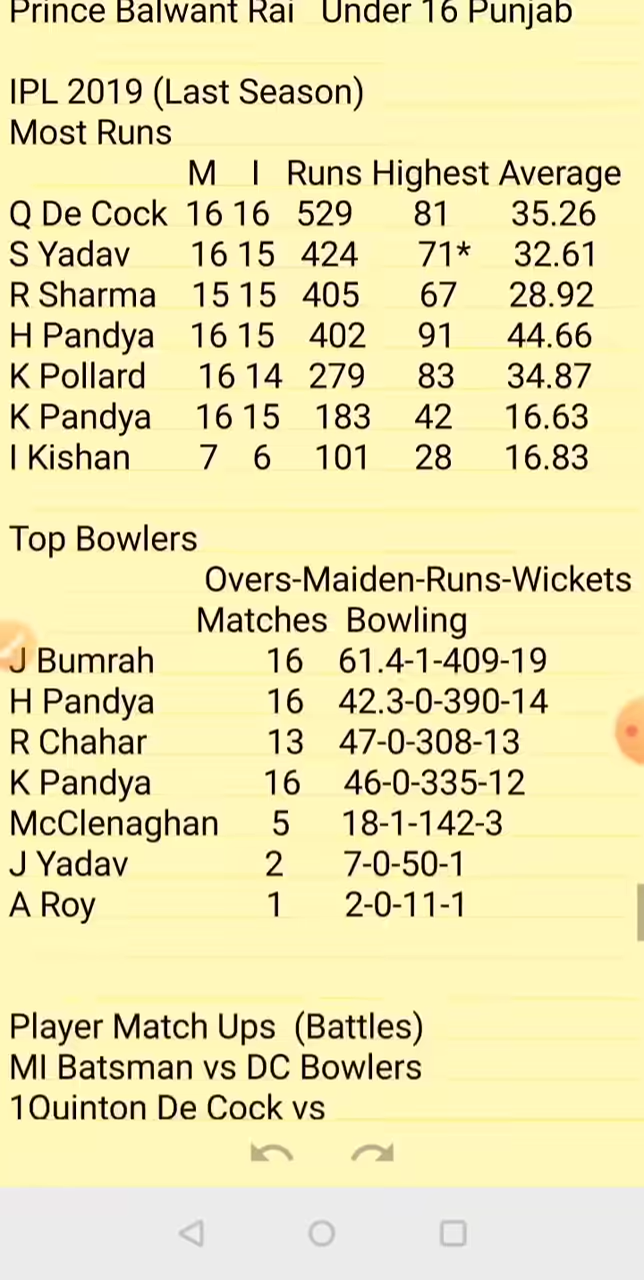 Prince Balwant Rai Under 16 Punjab
IPL 2019 (Last Season)
Most Runs
M I Runs Highest Average
Q De Cock 16 16 529 81 35.26
S Yadav 16 15 424 71* 32.61
R Sharma 15 15 405 67 28.92
H Pandya 16 15 402 91 44.66
K Pollard 16 14 279 83 34.87
K Pandya 16 15 183 42 16.63
I Kishan 7 6 101 28 16.83
Top Bowlers
Overs-Maiden-Runs-Wickets
Matches Bowling
J Bumrah 16 61.4-1-409-19
H Pandya 16 42.3-0-390-14
R Chahar 13 47-0-308-13
K Pandya 16 46-0-335-12
McClenaghan 5 18-1-142-3
J Yadav 2 7-0-50-1
A Roy 1 2-0-11-1
Player Match Ups (Battles)
MI Batsman vs DC Bowlers
1Quinton De Cock vs